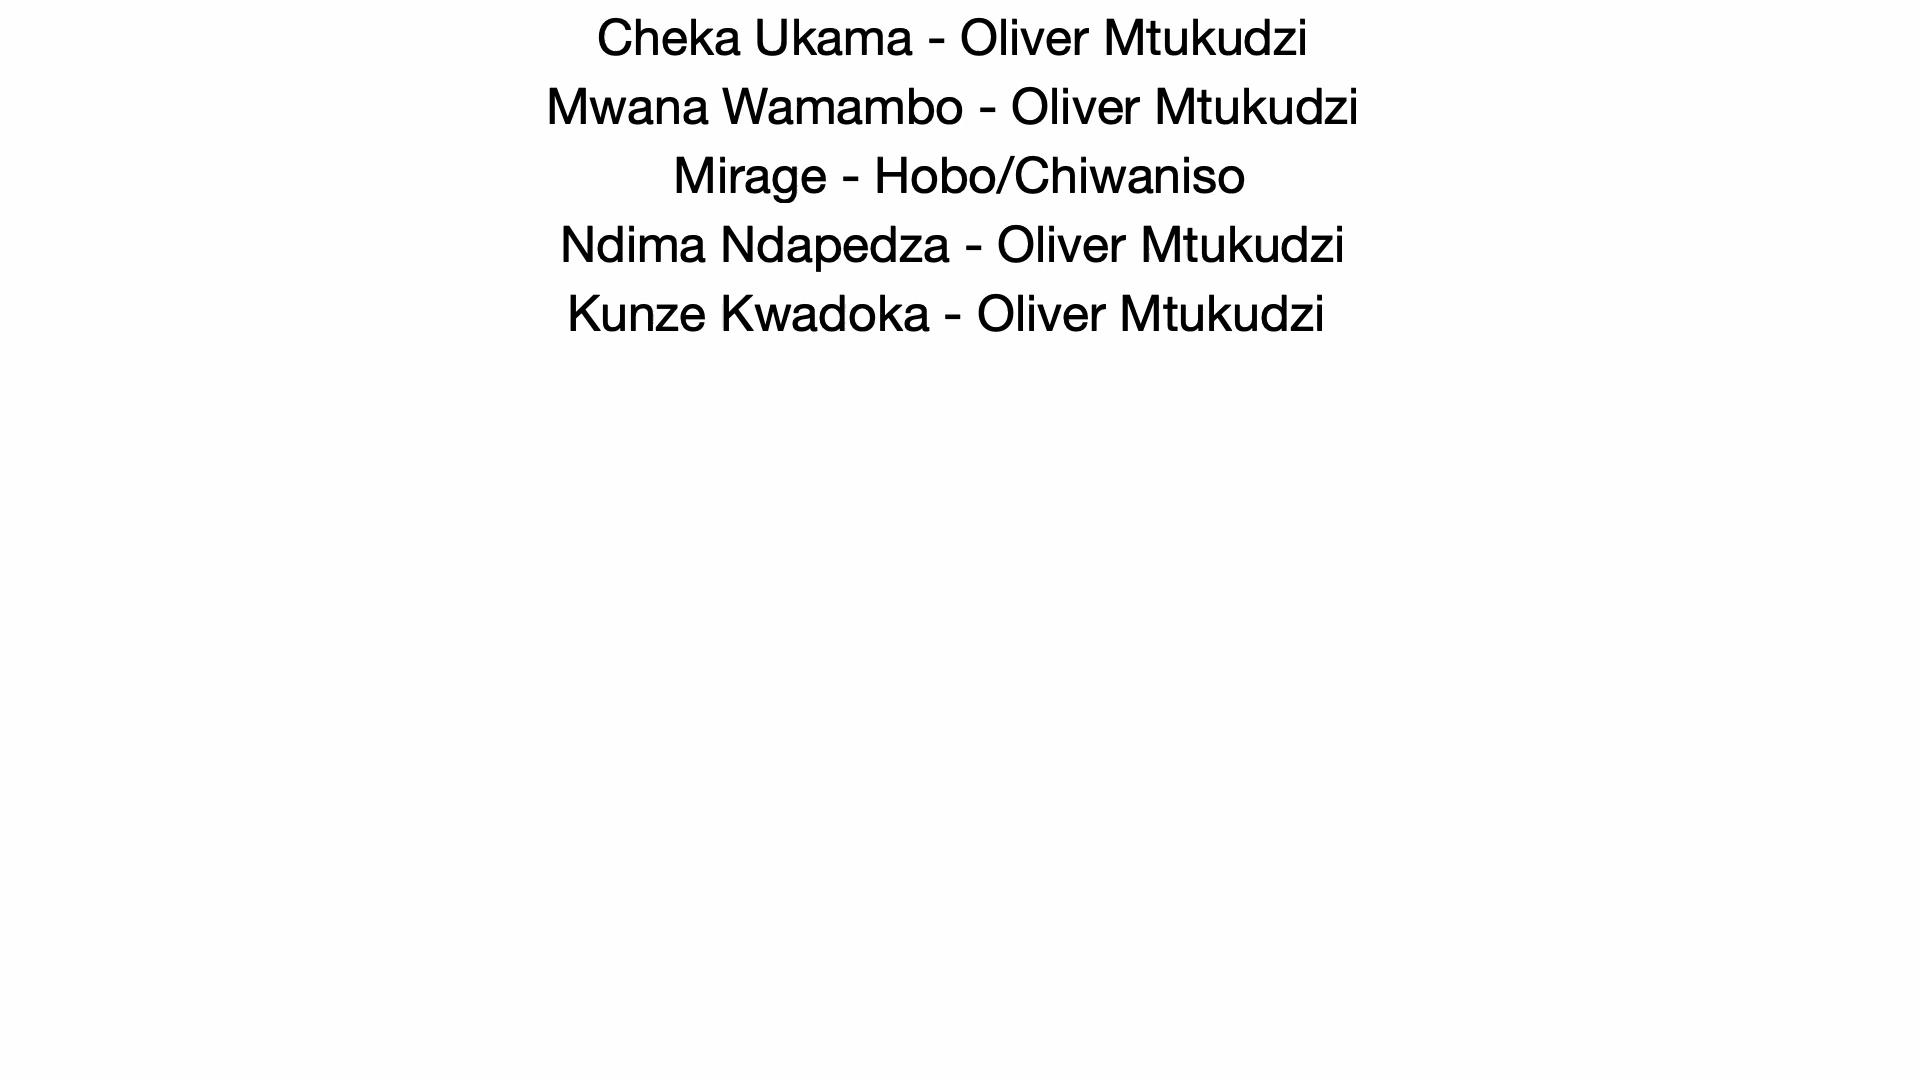 Cheka Ukama - Oliver Mtukudzi
Mwana Wamambo - Oliver Mtukudzi
Mirage - Hobo/Chiwaniso
Ndima Ndapedza - Oliver Mtukudzi
Kunze Kwadoka - Oliver Mtukudzi